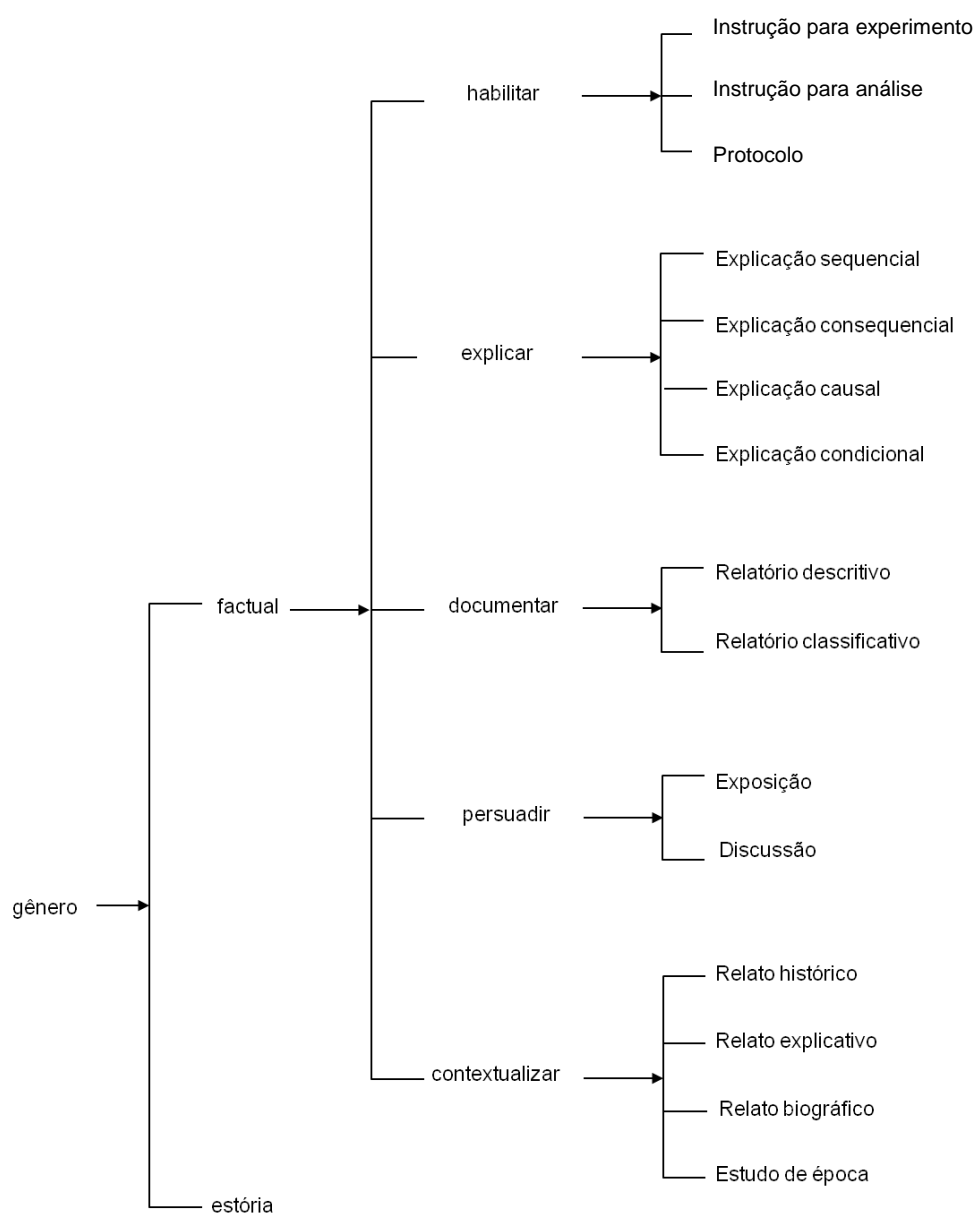 Instrução para experimento
habilitar
Instrução para análise
Protocolo
Explicação sequencial
Explicação consequencial
explicar
Explicação causal
Explicação condicional
Relatório descritivo
factual
documentar
Relatório classificativo
Exposição
persuadir
Discussão
gênero
Relato histórico
Relato explicativo
contextualizar
Relato biográfico
Estudo de época
estória